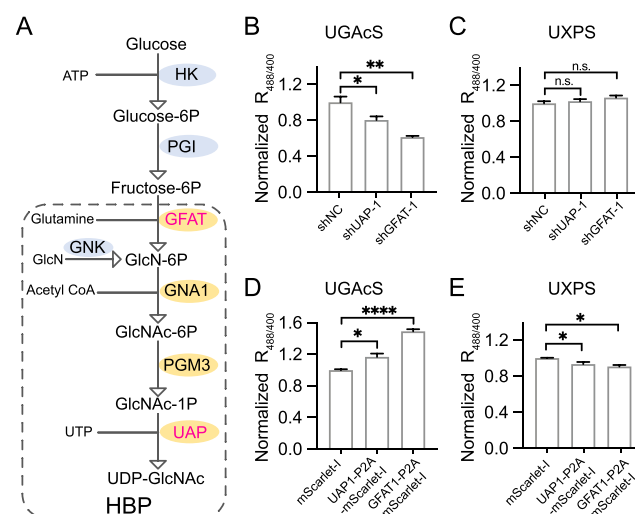 A
Glucose
ATP
HK
Glucose-6P
PGI
Fructose-6P
Glutamine
GFAT
GNK
GlcN
GlcN-6P
Acetyl CoA
GNA1
GlcNAc-6P
PGM3
GlcNAc-1P
UTP
UAP
UDP-GlcNAc
HBP
B
UGAcS
Normalized R488/400
1.2
0.8
0.4
0.0
*
**
shNC
shUAP-1
shGFAT-1
C
UXPS
Normalized R488/400
1.2
0.8
0.4
0.0
n.s.
n.s.
shNC
shUAP-1
shGFAT-1
D
UGAcS
Normalized R488/400
1.6
1.2
0.8
0.4
0.0
*
****
mScarlet-I
UAP1-P2A
-mScarlet-I
GFAT1-P2A
mScarlet-I
E
UXPS
Normalized R488/400
1.2
0.8
0.4
0.0
*
*
mScarlet-I
UAP1-P2A
-mScarlet-I
GFAT1-P2A
mScarlet-I